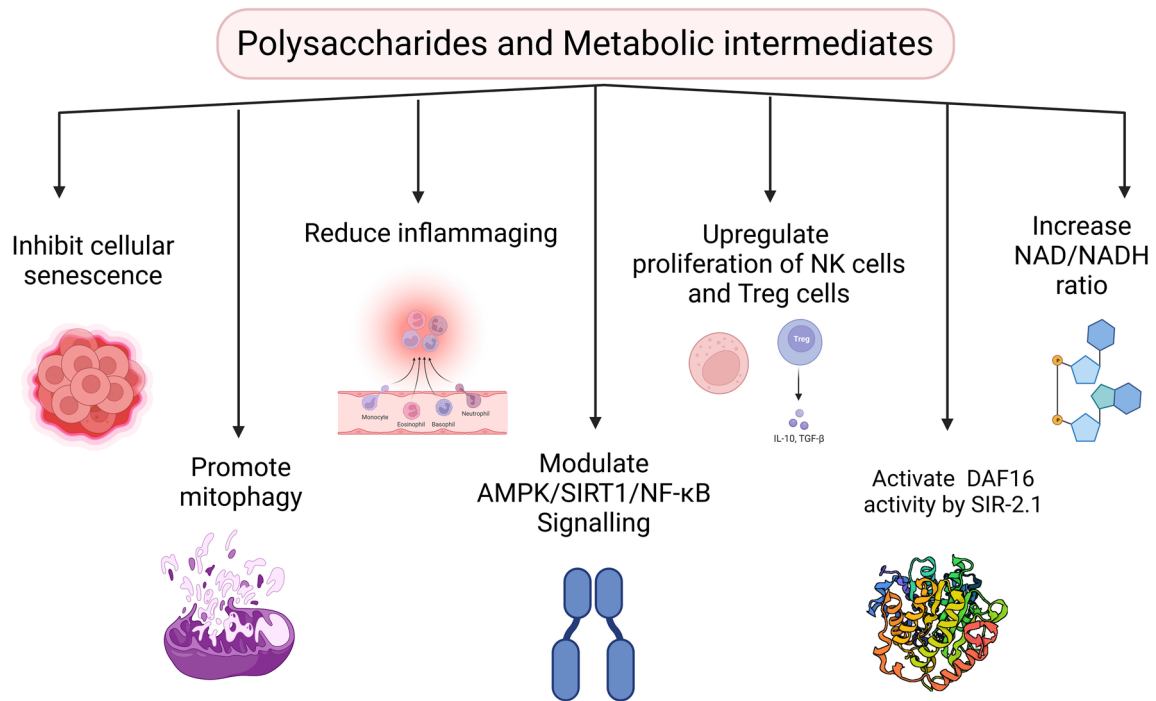 Polysaccharides and Metabolic intermediates
Inhibit cellular
senescence
Promote
mitophagy
Reduce inflammaging
Monocyte
Eosinophil
Basophil
Neutrophil
Modulate
AMPK/SIRT1/NF-κB
Signalling
Upregulate
proliferation of NK cells
and Treg cells
Treg
IL-10, TGF-β
Activate DAF16
activity by SIR-2.1
Increase
NAD/NADH
ratio
P
P